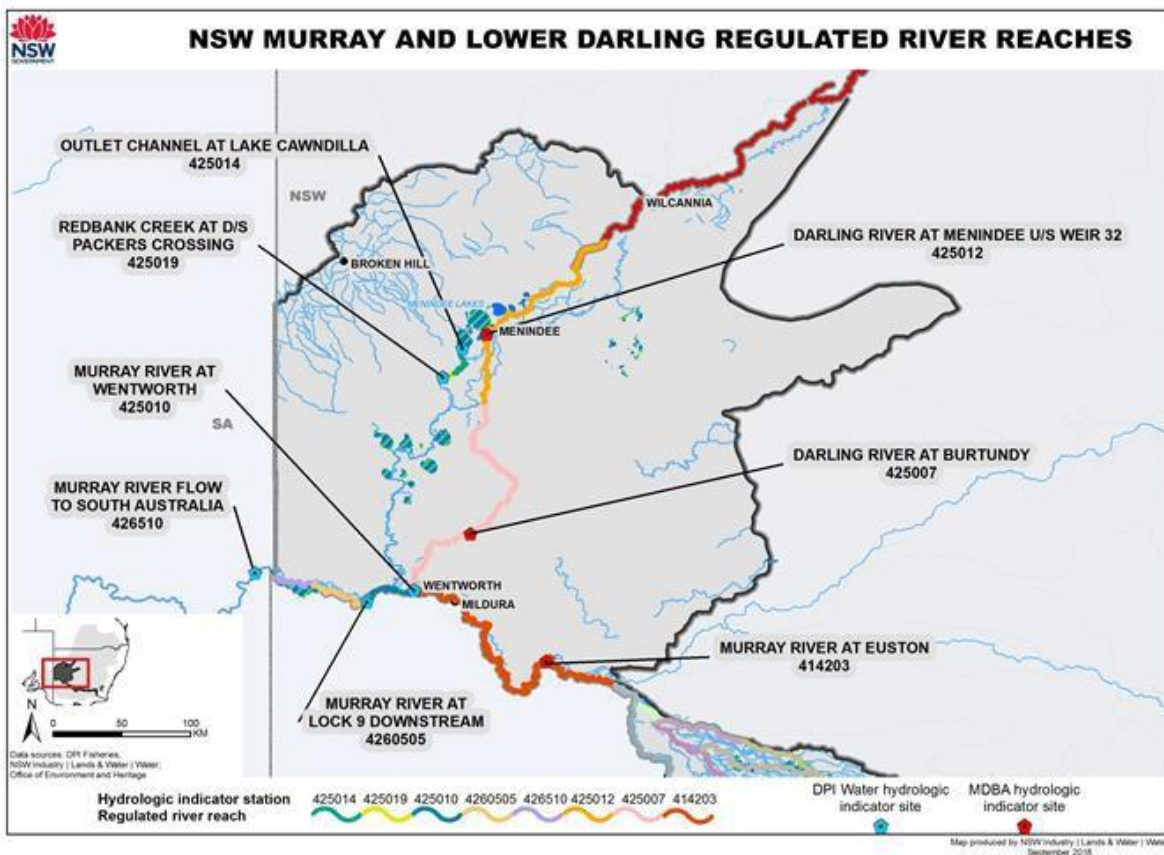 NSW
GOVERNMENT
NSW MURRAY AND LOWER DARLING REGULATED RIVER REACHES
OUTLET CHANNEL AT LAKE CAWNDILLA
425014
NSW
WILCANNIA
REDBANK CREEK AT D/S
PACKERS CROSSING
425019
DARLING RIVER AT MENINDEE U/S WEIR 32
425012
BROKEN HILL
MENINDEE LAKES
MENINDEE
MURRAY RIVER AT
WENTWORTH
425010
SA
DARLING RIVER AT BURTUNDY
425007
MURRAY RIVER FLOW
TO SOUTH AUSTRALIA
426510
WENTWORTH
MILDURA
MURRAY RIVER AT EUSTON
414203
MURRAY RIVER AT
LOCK 9 DOWNSTREAM
4260505
N
0 50 100
KM
Data sources: DPI Fisheries,
NSW Industry | Lands & Water | Water;
Office of Environment and Heritage
Hydrologic indicator station
Regulated river reach
425014 425019 425010 4260505 426510 425012 425007 414203
DPI Water hydrologic
indicator site
MDBA hydrologic
indicator site
Map produced by NSW Industry | Lands & Water | Wate
September 2018